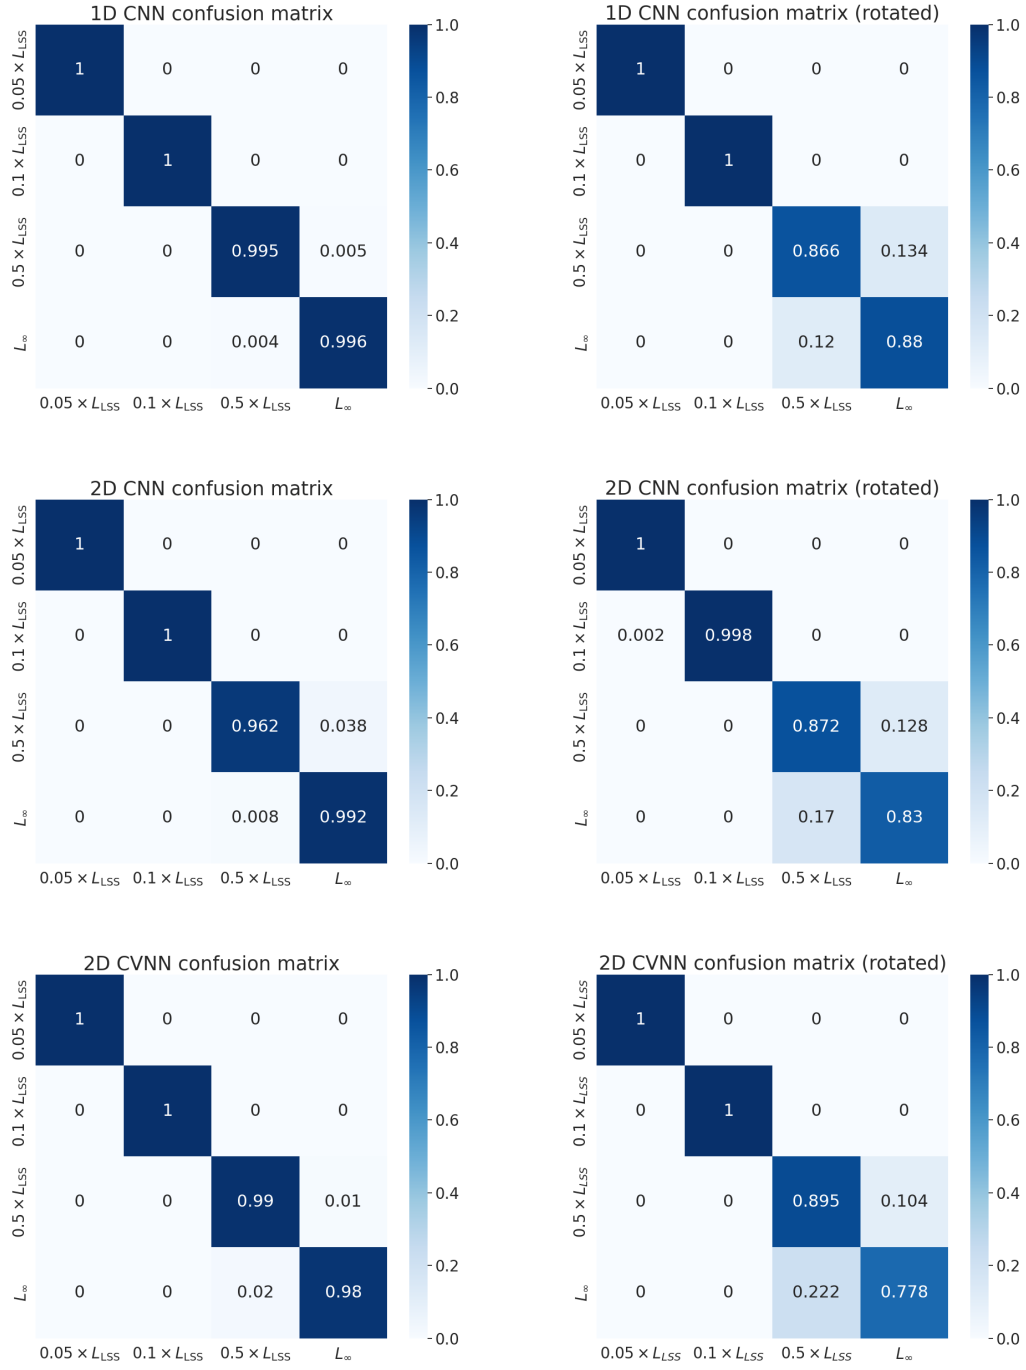 1D CNN confusion matrix
0.05 × L_LSS 1 0 0 0
0.1 × L_LSS 0 1 0 0
0.5 × L_LSS 0 0 0.995 0.005
L_∞ 0 0 0.004 0.996
0.05 × L_LSS 0.1 × L_LSS 0.5 × L_LSS L_∞
1.0
0.8
0.6
0.4
0.2
0.0
1D CNN confusion matrix (rotated)
0.05 × L_LSS 1 0 0 0
0.1 × L_LSS 0 1 0 0
0.5 × L_LSS 0 0 0.866 0.134
L_∞ 0 0 0.12 0.88
0.05 × L_LSS 0.1 × L_LSS 0.5 × L_LSS L_∞
1.0
0.8
0.6
0.4
0.2
0.0
2D CNN confusion matrix
0.05 × L_LSS 1 0 0 0
0.1 × L_LSS 0 1 0 0
0.5 × L_LSS 0 0 0.962 0.038
L_∞ 0 0 0.008 0.992
0.05 × L_LSS 0.1 × L_LSS 0.5 × L_LSS L_∞
1.0
0.8
0.6
0.4
0.2
0.0
2D CNN confusion matrix (rotated)
0.05 × L_LSS 1 0 0 0
0.1 × L_LSS 0.002 0.998 0 0
0.5 × L_LSS 0 0 0.872 0.128
L_∞ 0 0 0.17 0.83
0.05 × L_LSS 0.1 × L_LSS 0.5 × L_LSS L_∞
1.0
0.8
0.6
0.4
0.2
0.0
2D CVNN confusion matrix
0.05 × L_LSS 1 0 0 0
0.1 × L_LSS 0 1 0 0
0.5 × L_LSS 0 0 0.99 0.01
L_∞ 0 0 0.02 0.98
0.05 × L_LSS 0.1 × L_LSS 0.5 × L_LSS L_∞
1.0
0.8
0.6
0.4
0.2
0.0
2D CVNN confusion matrix (rotated)
0.05 × L_LSS 1 0 0 0
0.1 × L_LSS 0 1 0 0
0.5 × L_LSS 0 0 0.895 0.104
L_∞ 0 0 0.222 0.778
0.05 × L_LSS 0.1 × L_LSS 0.5 × L_LSS L_∞
1.0
0.8
0.6
0.4
0.2
0.0